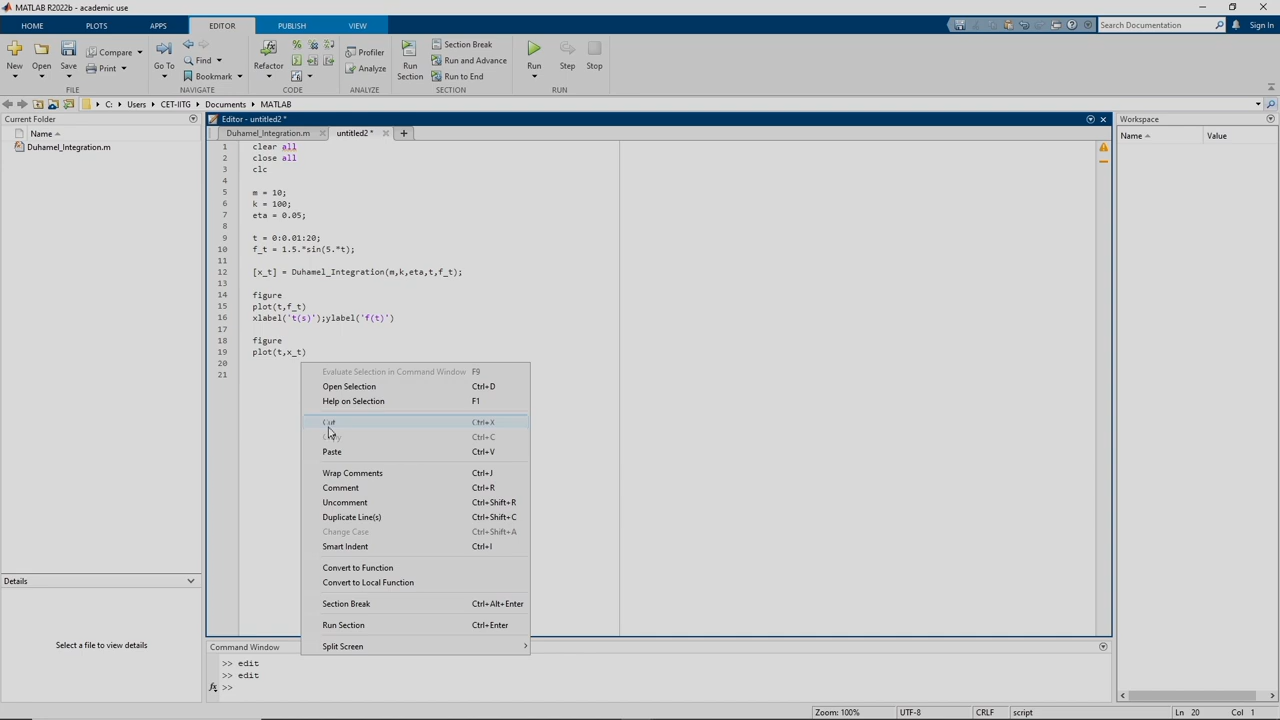 MATLAB R2022b - academic use
HOME PLOTS APPS EDITOR PUBLISH VIEW
Search Documentation
Sign In
New Open Save Compare Print
Go To Find Bookmark
Refactor
Profiler Analyze
Run Section
Section Break
Run and Advance
Run to End
Run Step Stop
FILE NAVIGATE CODE ANALYZE SECTION RUN
C: Users CET-IITG Documents MATLAB
Current Folder
Name
Duhamel_Integration.m
Details
Select a file to view details
Editor - untitled2 *
Duhamel_Integration.m untitled2 * +
1 clear all
2 close all
3 clc
4
5 m = 10;
6 k = 100;
7 eta = 0.05;
8
9 t = 0:0.01:20;
10 f_t = 1.5.*sin(5.*t);
11
12 [x_t] = Duhamel_Integration(m,k,eta,t,f_t);
13
14 figure
15 plot(t,f_t)
16 xlabel('t(s)');ylabel('f(t)')
17
18 figure
19 plot(t,x_t)
20
21
Evaluate Selection in Command Window F9
Open Selection Ctrl+D
Help on Selection F1
Cut Ctrl+X
Copy Ctrl+C
Paste Ctrl+V
Wrap Comments Ctrl+J
Comment Ctrl+R
Uncomment Ctrl+Shift+R
Duplicate Line(s) Ctrl+Shift+C
Change Case Ctrl+Shift+A
Smart Indent Ctrl+I
Convert to Function
Convert to Local Function
Section Break Ctrl+Alt+Enter
Run Section Ctrl+Enter
Split Screen
Command Window
>> edit
>> edit
fx >>
Workspace
Name Value
Zoom: 100% UTF-8 CRLF script Ln 20 Col 1